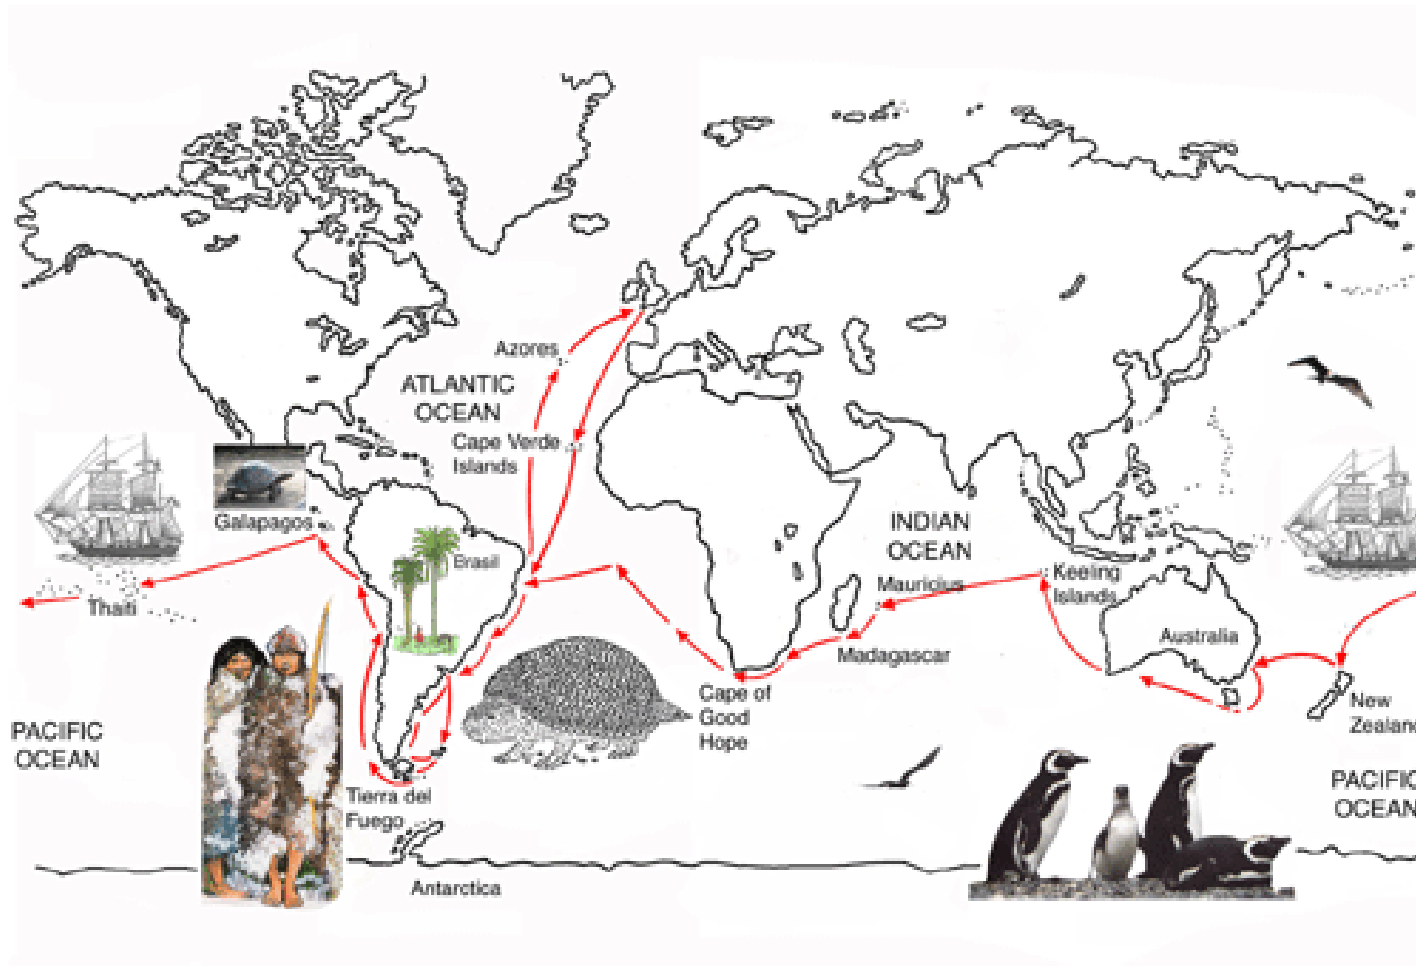 Azores
ATLANTIC
OCEAN
Cape Verde
Islands
Galapagos
Brasil
Thaiti
INDIAN
OCEAN
Mauricius
Keeling
Islands
Australia
Madagascar
Cape of
Good
Hope
New
Zealand
PACIFIC
OCEAN
PACIFIC
OCEAN
Tierra del
Fuego
Antarctica